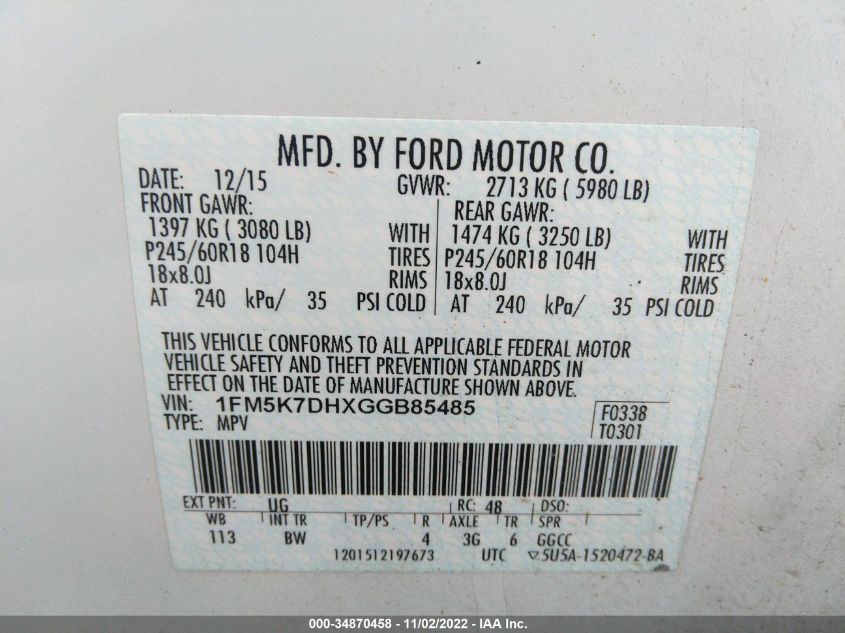 MFD. BY FORD MOTOR CO.
DATE: 12/15 GVWR: 2713 KG ( 5980 LB)
FRONT GAWR: REAR GAWR:
1397 KG ( 3080 LB) WITH 1474 KG ( 3250 LB) WITH
P245/60R18 104H TIRES P245/60R18 104H TIRES
18x8.0J RIMS 18x8.0J RIMS
AT 240 kPa/ 35 PSI COLD AT 240 kPa/ 35 PSI COLD
THIS VEHICLE CONFORMS TO ALL APPLICABLE FEDERAL MOTOR
VEHICLE SAFETY AND THEFT PREVENTION STANDARDS IN
EFFECT ON THE DATE OF MANUFACTURE SHOWN ABOVE.
VIN: 1FM5K7DHXGGB85485 F0338
TYPE: MPV T0301
EXT PNT: UG RC: 48 DSO:
WB INT TR TP/PS R AXLE TR SPR
113 BW 4 3G 6 GGCC
1201512197673 UTC ▽5U5A-1520472-BA
000-34870458 - 11/02/2022 - IAA Inc.